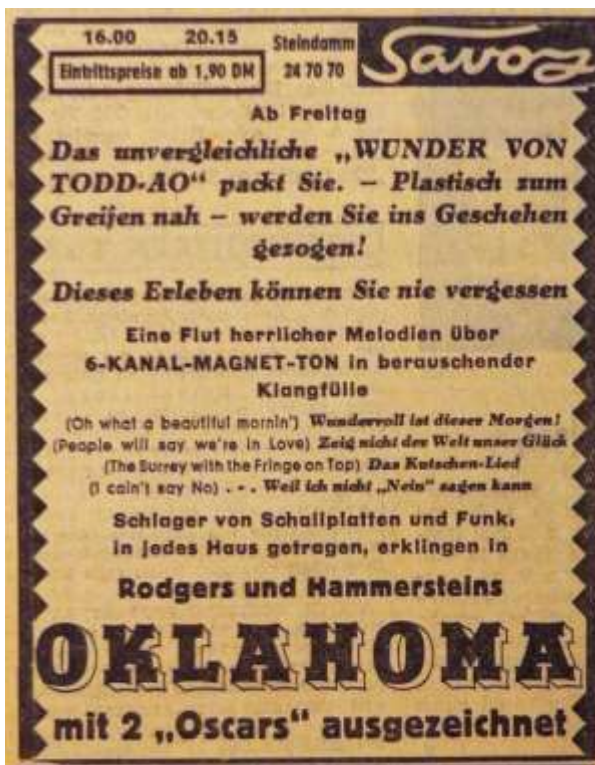 16.00 20.15
Eintrittspreise ab 1,90 DM
Steindamm
24 70 70
Savoy
Ab Freitag
Das unvergleichliche „WUNDER VON
TODD-AO“ packt Sie. – Plastisch zum
Greifen nah – werden Sie ins Geschehen
gezogen!
Dieses Erleben können Sie nie vergessen
Eine Flut herrlicher Melodien über
6-KANAL-MAGNET-TON in berauschender
Klangfülle
(Oh what a beautiful mornin') Wundervoll ist dieser Morgen!
(People will say we're in Love) Zeig nicht der Welt unser Glück
(The Surrey with the Fringe on Top) Das Kutschen-Lied
(I cain't say No) . - . Weil ich nicht „Nein“ sagen kann
Schlager von Schallplatten und Funk,
in jedes Haus getragen, erklingen in
Rodgers und Hammersteins
OKLAHOMA
mit 2 „Oscars“ ausgezeichnet